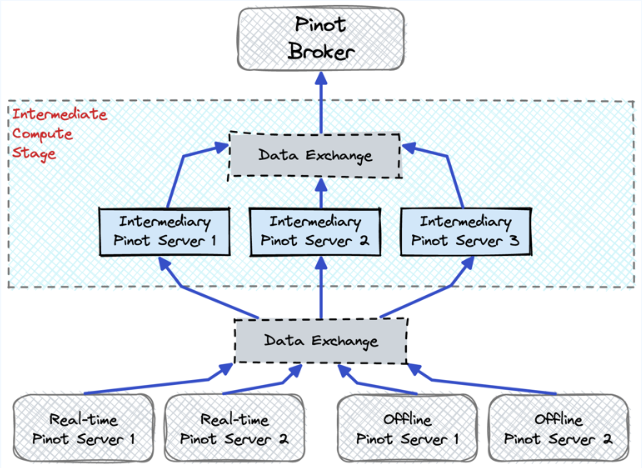 Pinot
Broker
Intermediate
Compute
Stage
Data Exchange
Intermediary
Pinot Server 1
Intermediary
Pinot Server 2
Intermediary
Pinot Server 3
Data Exchange
Real-time
Pinot Server 1
Real-time
Pinot Server 2
Offline
Pinot Server 1
Offline
Pinot Server 2